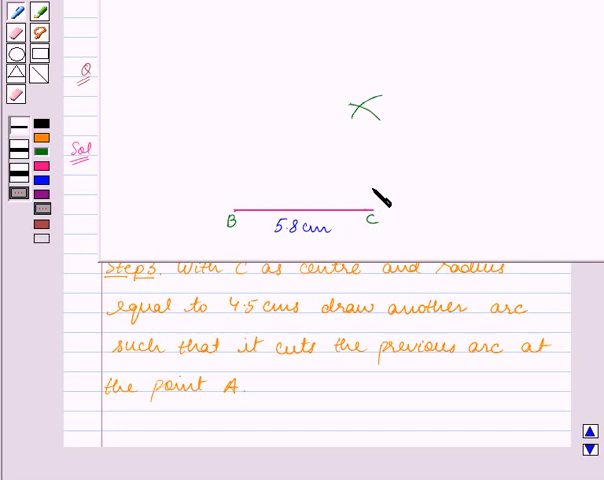 Q
Sol
B
C
5.8 cm
Step3. With C as centre and radius
equal to 4.5 cms draw another arc
such that it cuts the previous arc at
the point A.